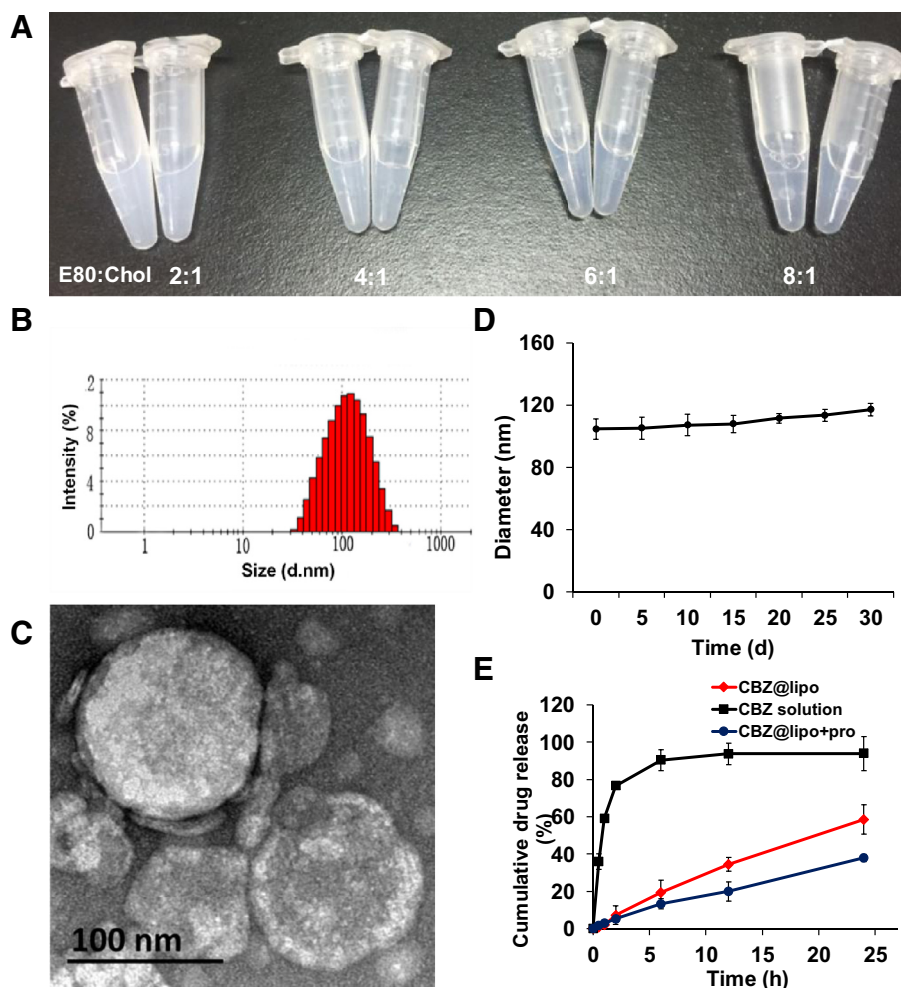 A
E80:Chol 2:1 4:1 6:1 8:1
B
Intensity (%)
2
8
4
0
1 10 100 1000
Size (d.nm)
C
100 nm
D
Diameter (nm)
160
120
80
40
0
0 5 10 15 20 25 30
Time (d)
E
CBZ@lipo
CBZ solution
CBZ@lipo+pro
Cumulative drug release
(%)
120
100
80
60
40
20
0
0 5 10 15 20 25
Time (h)